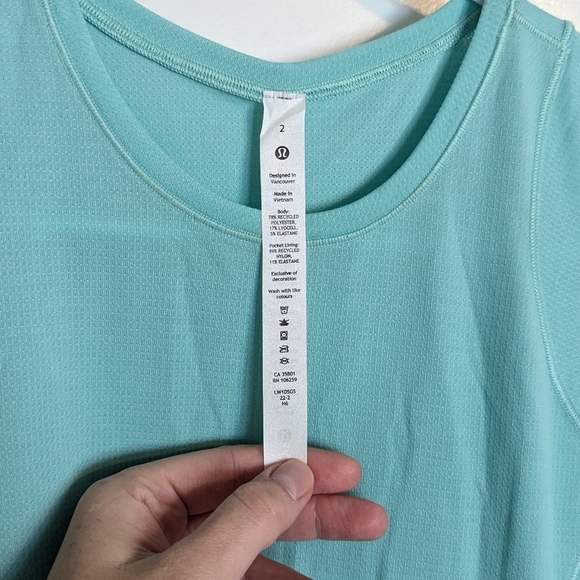 2
Designed in
Vancouver
Made in
Vietnam
Body:
78% RECYCLED
POLYESTER,
17% LYOCELL,
5% ELASTANE
Pocket Lining:
89% RECYCLED
NYLON,
11% ELASTANE
Exclusive of
decoration
Wash with like
colours
CA 35801
RN 106259
LW1DSGS
22-2
H6